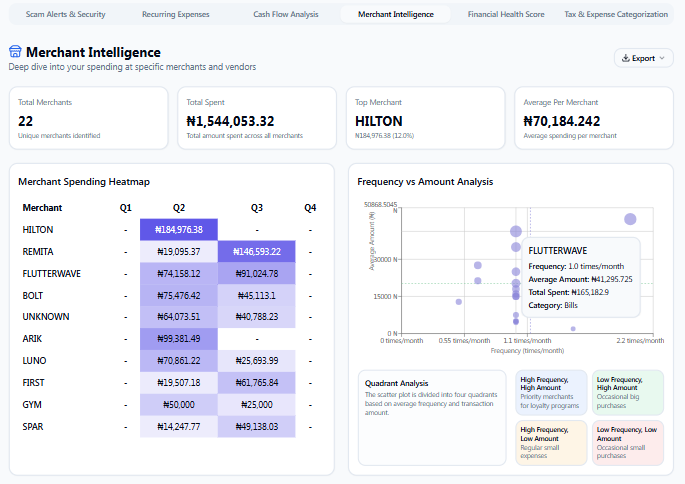 Scam Alerts & Security
Recurring Expenses
Cash Flow Analysis
Merchant Intelligence
Financial Health Score
Tax & Expense Categorization
Merchant Intelligence
Deep dive into your spending at specific merchants and vendors
Export
Total Merchants
22
Unique merchants identified
Total Spent
₦1,544,053.32
Total amount spent across all merchants
Top Merchant
HILTON
₦184,976.38 (12.0%)
Average Per Merchant
₦70,184.242
Average spending per merchant
Merchant Spending Heatmap
Merchant Q1 Q2 Q3 Q4
HILTON - ₦184,976.38 - -
REMITA - ₦19,095.37 ₦146,593.22 -
FLUTTERWAVE - ₦74,158.12 ₦91,024.78 -
BOLT - ₦75,476.42 ₦45,113.1 -
UNKNOWN - ₦64,073.51 ₦40,788.23 -
ARIK - ₦99,381.49 - -
LUNO - ₦70,861.22 ₦25,693.99 -
FIRST - ₦19,507.18 ₦61,765.84 -
GYM - ₦50,000 ₦25,000 -
SPAR - ₦14,247.77 ₦49,138.03 -
Frequency vs Amount Analysis
50868.5045
N
30000 N
15000 N
0 N
Average Amount (₦)
0 times/month
0.55 times/month
1.1 times/month
2.2 times/month
Frequency (times/month)
FLUTTERWAVE
Frequency: 1.0 times/month
Average Amount: ₦41,295.725
Total Spent: ₦165,182.9
Category: Bills
Quadrant Analysis
The scatter plot is divided into four quadrants
based on average frequency and transaction
amount.
High Frequency,
High Amount
Priority merchants
for loyalty programs
Low Frequency,
High Amount
Occasional big
purchases
High Frequency,
Low Amount
Regular small
expenses
Low Frequency, Low
Amount
Occasional small
purchases